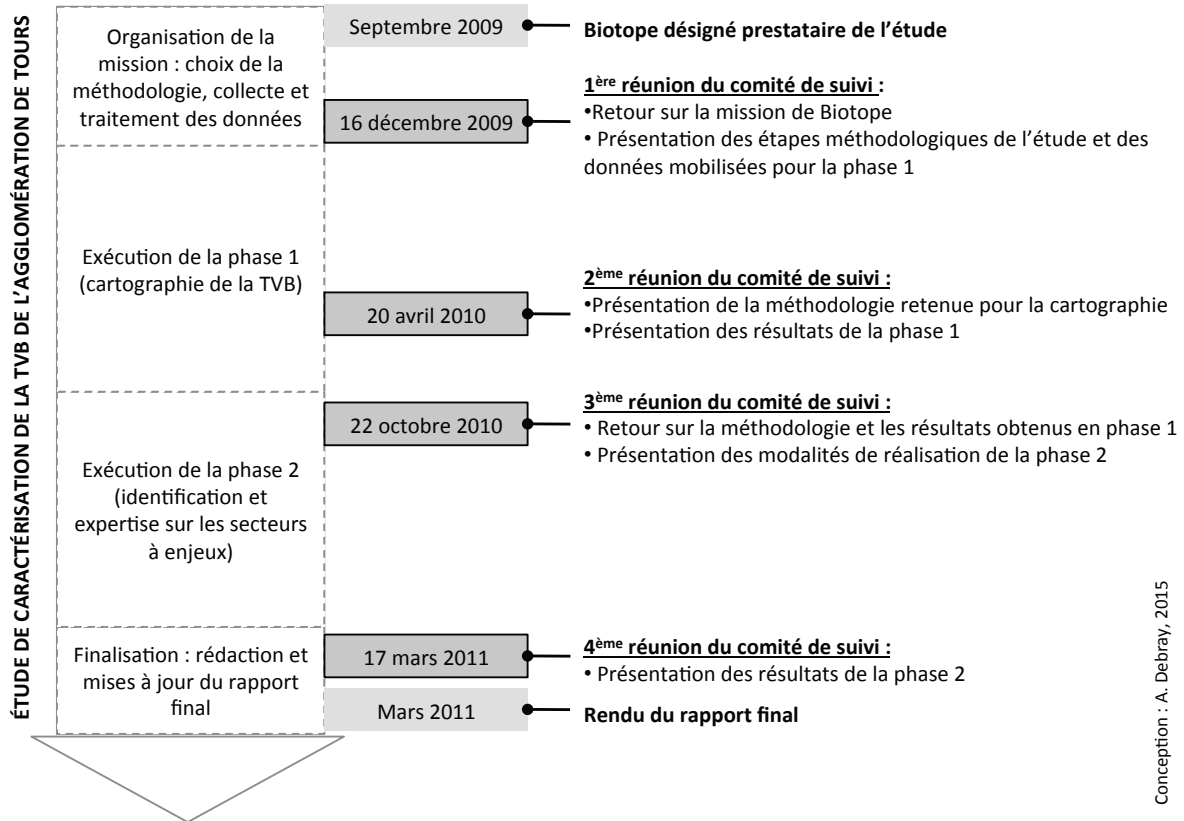 ÉTUDE DE CARACTÉRISATION DE LA TVB DE L'AGGLOMÉRATION DE TOURS
Organisation de la
mission : choix de la
méthodologie, collecte et
traitement des données
Septembre 2009
Biotope désigné prestataire de l'étude
16 décembre 2009
1ère réunion du comité de suivi :
•Retour sur la mission de Biotope
• Présentation des étapes méthodologiques de l'étude et des
données mobilisées pour la phase 1
Exécution de la phase 1
(cartographie de la TVB)
20 avril 2010
2ème réunion du comité de suivi :
•Présentation de la méthodologie retenue pour la cartographie
•Présentation des résultats de la phase 1
22 octobre 2010
3ème réunion du comité de suivi :
• Retour sur la méthodologie et les résultats obtenus en phase 1
• Présentation des modalités de réalisation de la phase 2
Exécution de la phase 2
(identification et
expertise sur les secteurs
à enjeux)
Finalisation : rédaction et
mises à jour du rapport
final
17 mars 2011
4ème réunion du comité de suivi :
• Présentation des résultats de la phase 2
Mars 2011
Rendu du rapport final
Conception : A. Debray, 2015